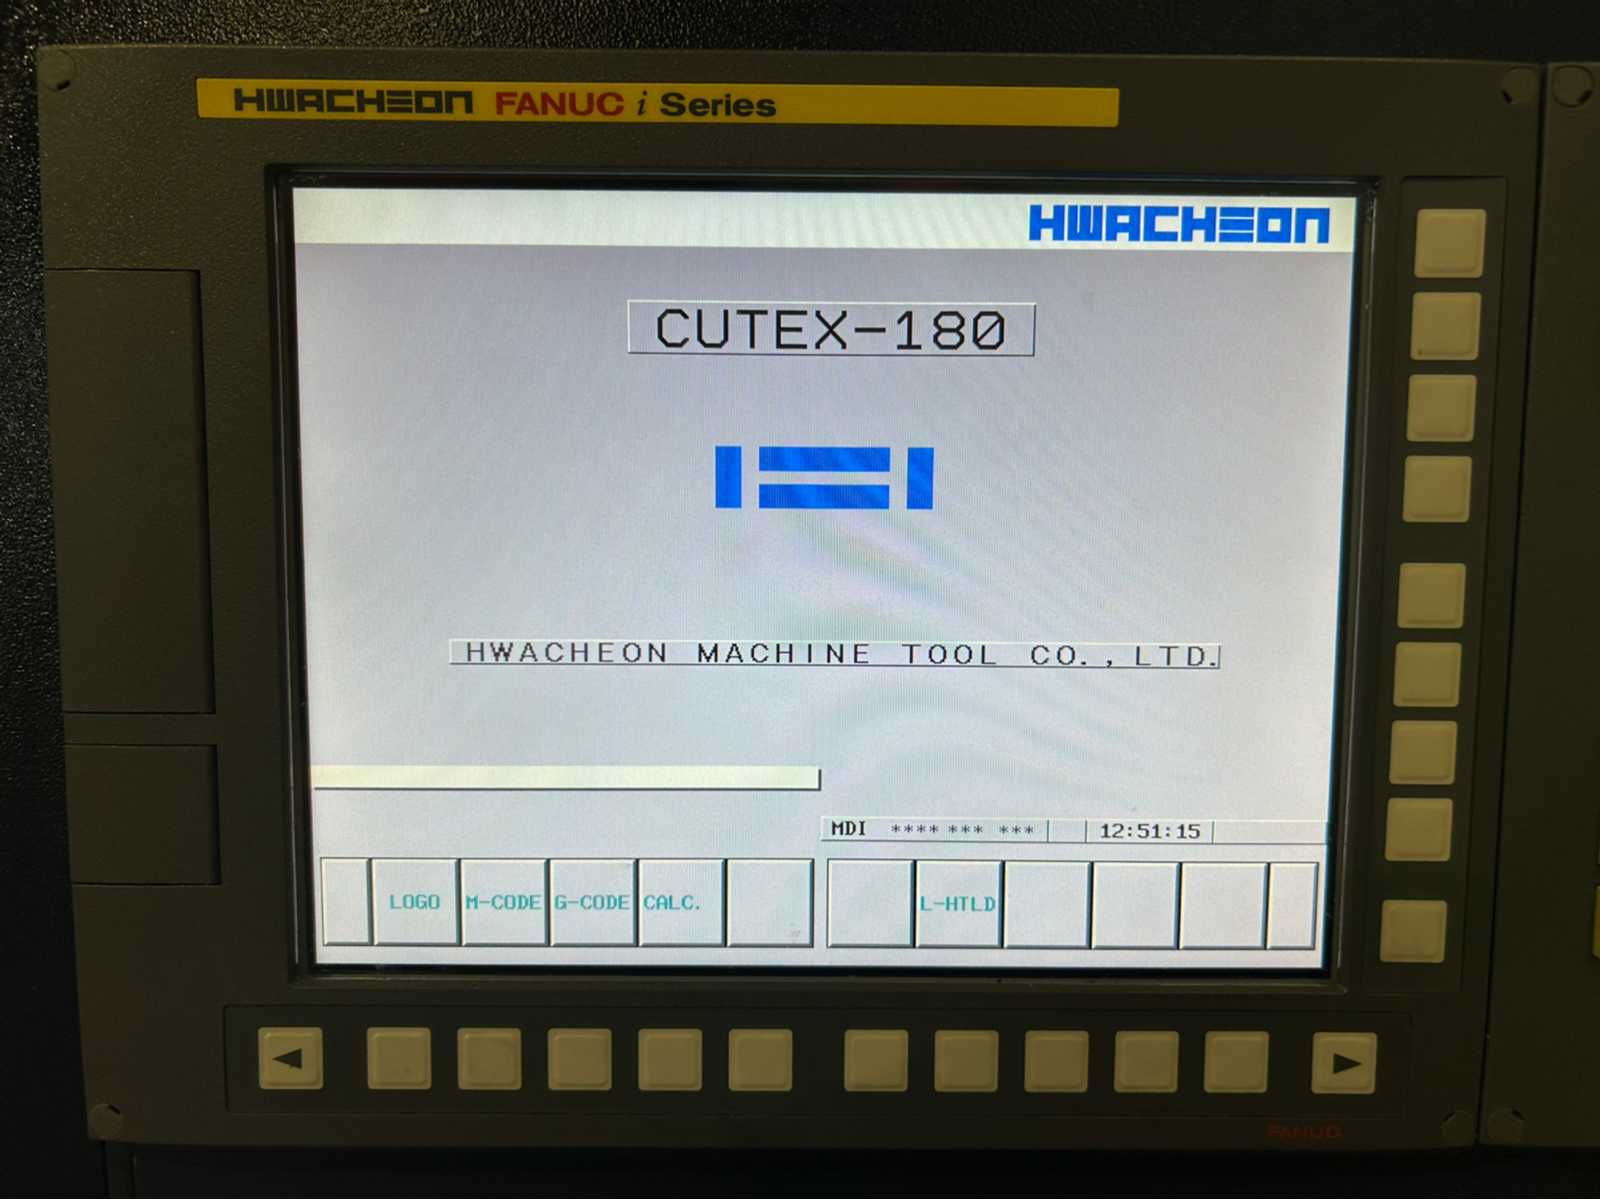 HWACHEON FANUC i Series
HWACHEON
CUTEX-180
HWACHEON MACHINE TOOL CO.,LTD.
MDI **** *** *** 12:51:15
LOGO M-CODE G-CODE CALC. L-HTLD
FANUC